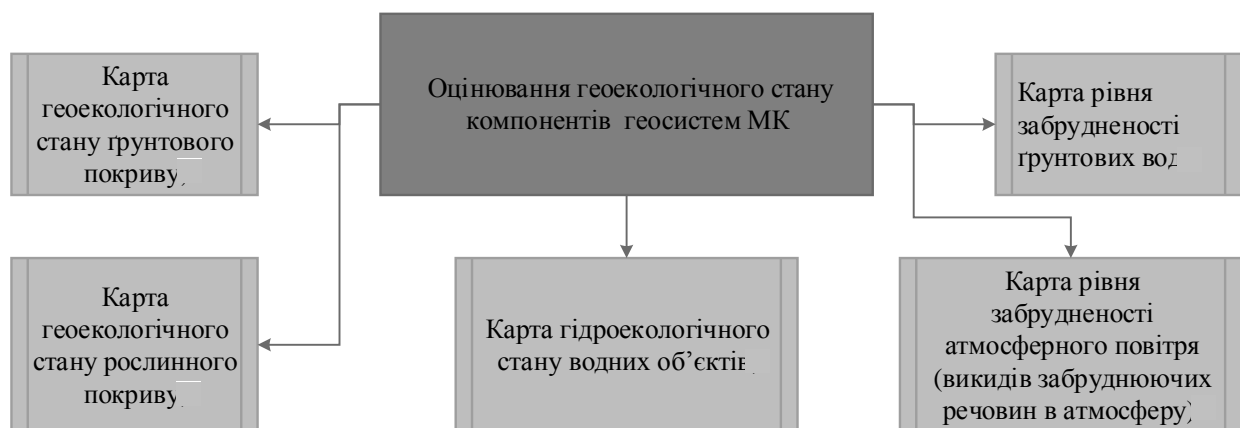 Карта
геоекологічного
стану ґрунтового
покриву
Оцінювання геоекологічного стану
компонентів геосистем МК
Карта рівня
забрудненості
ґрунтових вод
Карта
геоекологічного
стану рослинного
покриву
Карта гідроекологічного
стану водних об’єктів
Карта рівня
забрудненості
атмосферного повітря
(викидів забруднюючих
речовин в атмосферу)